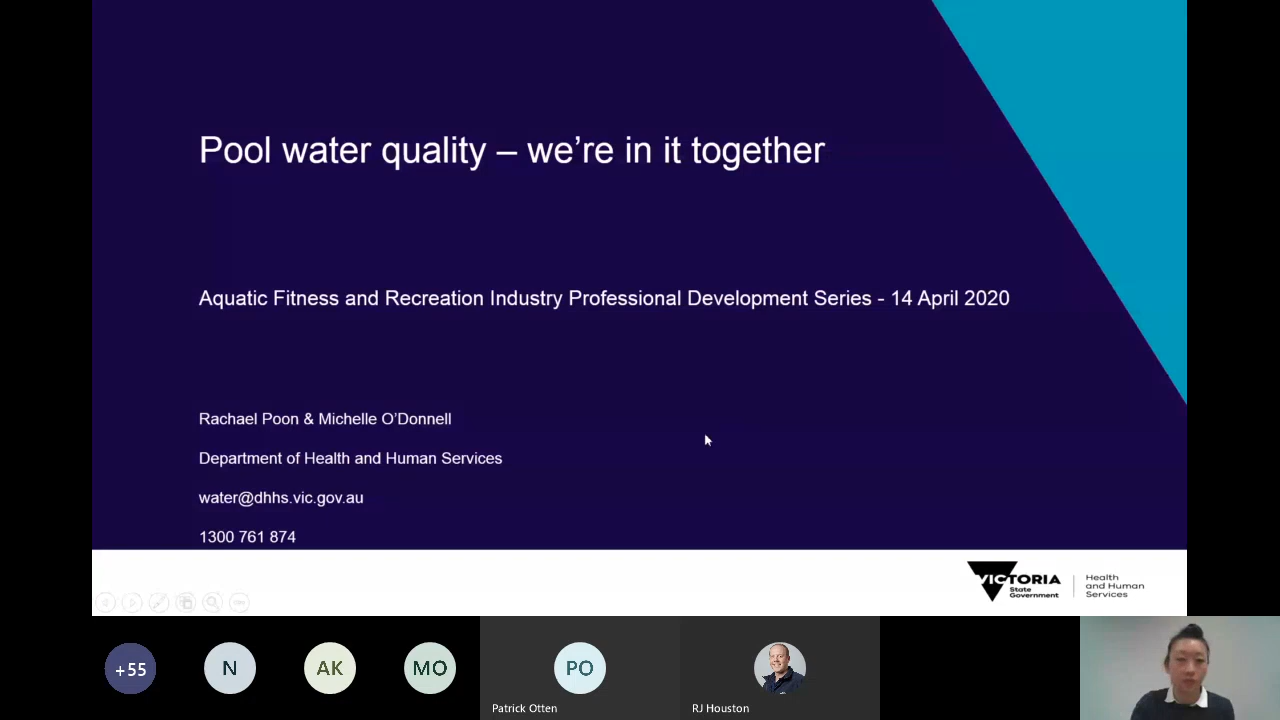 Pool water quality – we’re in it together
Aquatic Fitness and Recreation Industry Professional Development Series - 14 April 2020
Rachael Poon & Michelle O’Donnell
Department of Health and Human Services
water@dhhs.vic.gov.au
1300 761 874
VICTORIA
State
Government
Health
and Human
Services
+55
N
AK
MO
PO
Patrick Otten
RJ Houston